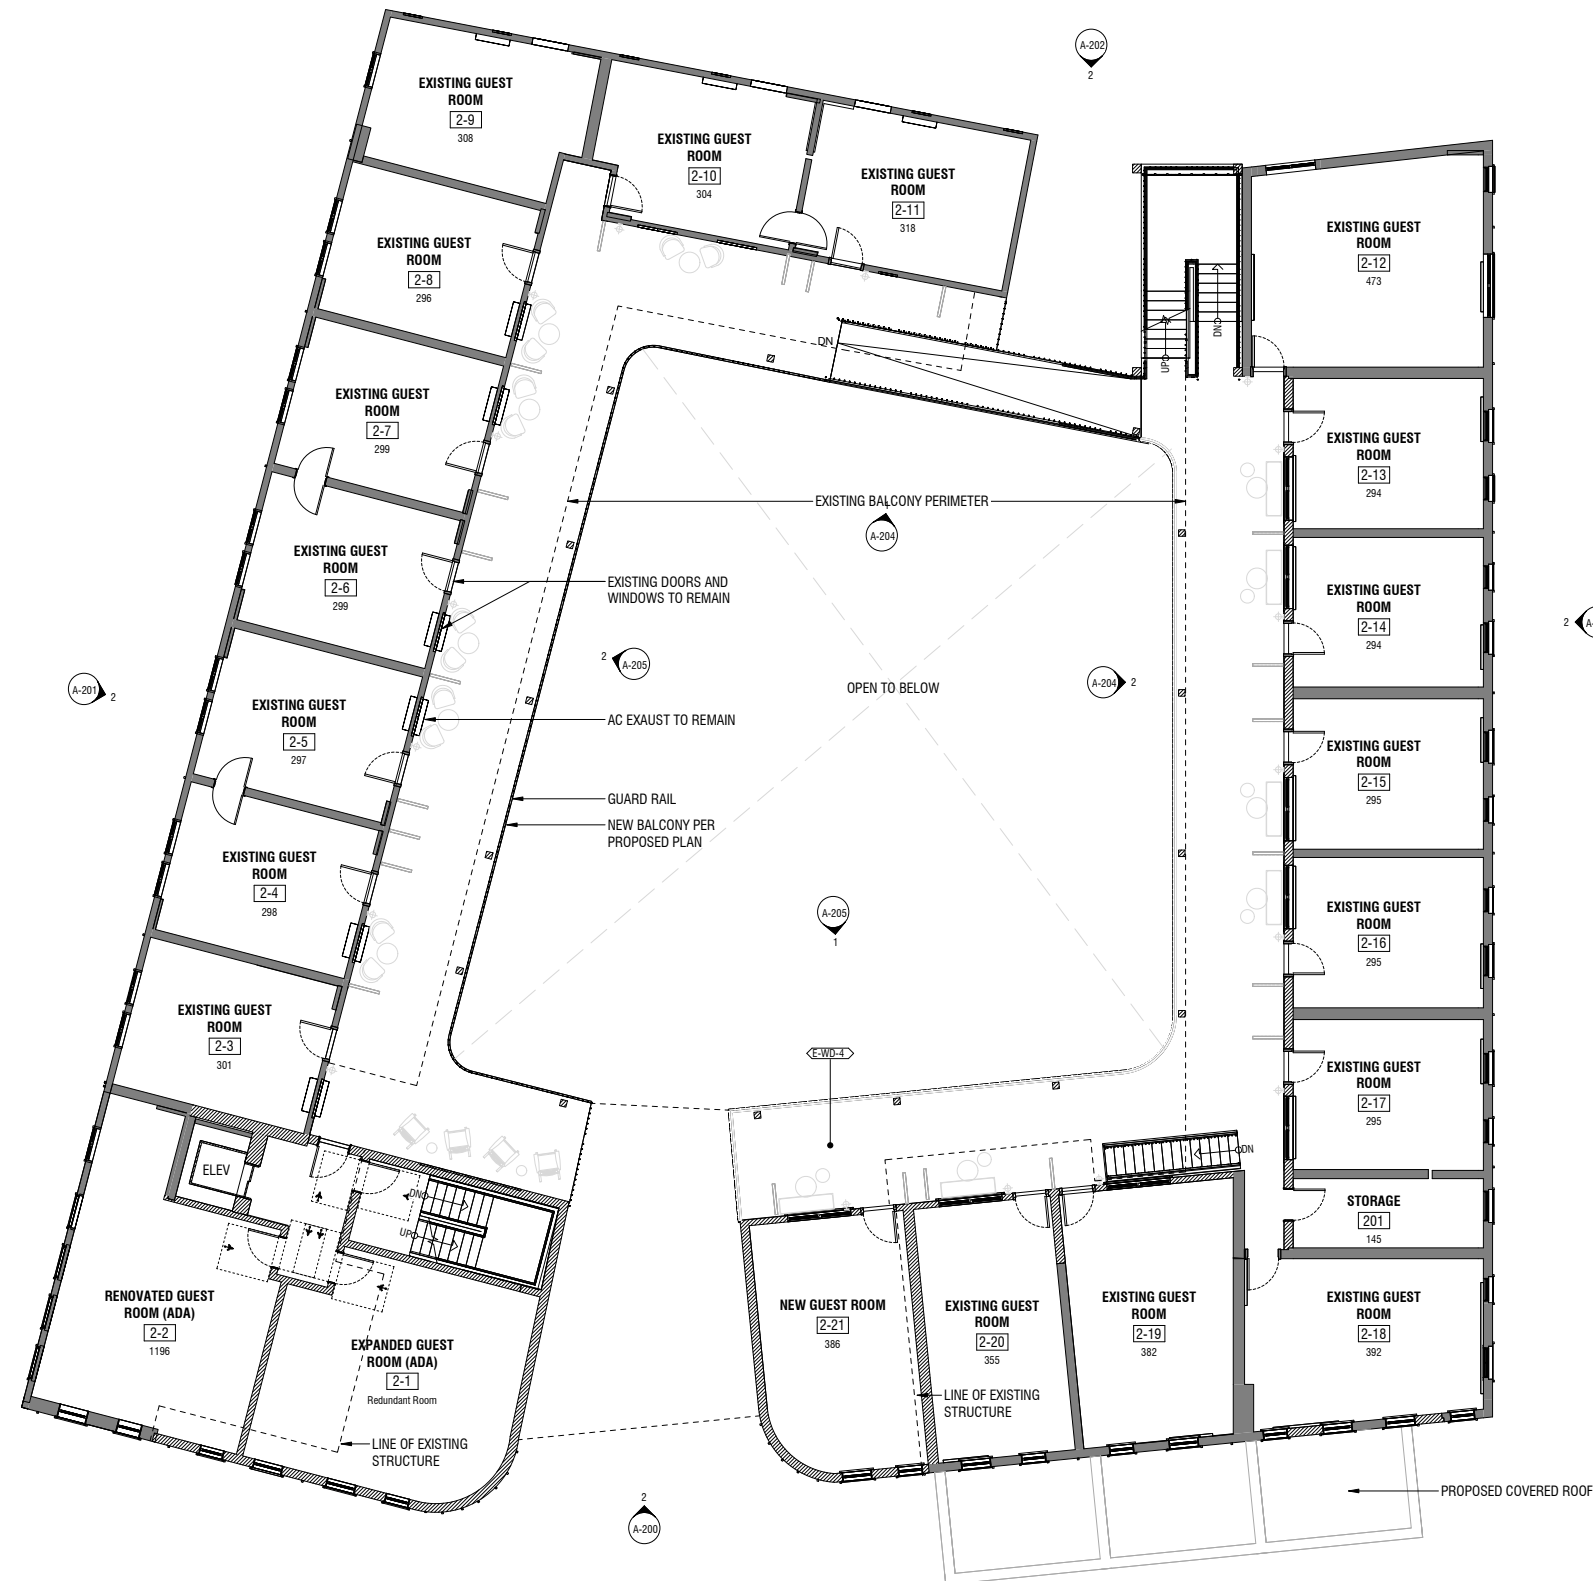 A-202
2
EXISTING GUEST
ROOM
2-9
308
EXISTING GUEST
ROOM
2-10
304
EXISTING GUEST
ROOM
2-11
318
EXISTING GUEST
ROOM
2-12
473
EXISTING GUEST
ROOM
2-8
296
DN
UP
DN
EXISTING GUEST
ROOM
2-7
299
EXISTING GUEST
ROOM
2-13
294
EXISTING BALCONY PERIMETER
A-204
EXISTING GUEST
ROOM
2-6
299
EXISTING DOORS AND
WINDOWS TO REMAIN
EXISTING GUEST
ROOM
2-14
294
2
2
A-205
A-201
2
OPEN TO BELOW
A-204
2
EXISTING GUEST
ROOM
2-5
297
AC EXAUST TO REMAIN
EXISTING GUEST
ROOM
2-15
295
GUARD RAIL
NEW BALCONY PER
PROPOSED PLAN
EXISTING GUEST
ROOM
2-4
298
A-205
1
EXISTING GUEST
ROOM
2-16
295
EXISTING GUEST
ROOM
2-3
301
E-WD-4
EXISTING GUEST
ROOM
2-17
295
ELEV
DN
UP
DN
STORAGE
201
145
RENOVATED GUEST
ROOM (ADA)
2-2
1196
EXPANDED GUEST
ROOM (ADA)
2-1
Redundant Room
NEW GUEST ROOM
2-21
386
EXISTING GUEST
ROOM
2-20
355
EXISTING GUEST
ROOM
2-19
382
EXISTING GUEST
ROOM
2-18
392
LINE OF EXISTING
STRUCTURE
LINE OF EXISTING
STRUCTURE
2
A-200
PROPOSED COVERED ROOF